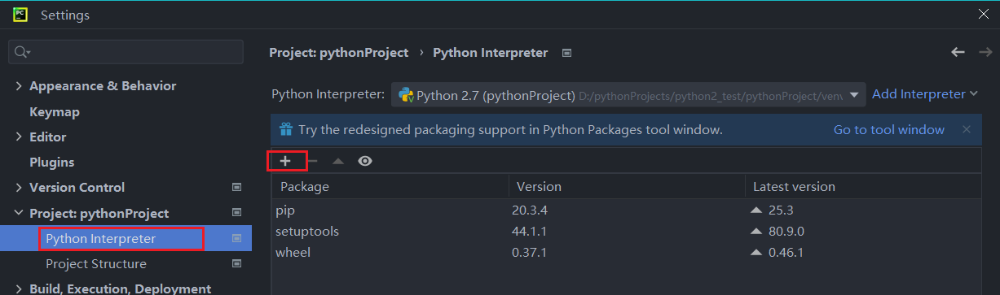 PC Settings
Project: pythonProject › Python Interpreter
Appearance & Behavior
Python Interpreter: Python 2.7 (pythonProject) D:/pythonProjects/python2_test/pythonProject/venv Add Interpreter
Keymap
Try the redesigned packaging support in Python Packages tool window. Go to tool window
Editor
Plugins
Version Control
Package Version Latest version
Project: pythonProject
pip 20.3.4 25.3
Python Interpreter
setuptools 44.1.1 80.9.0
wheel 0.37.1 0.46.1
Project Structure
Build, Execution, Deployment